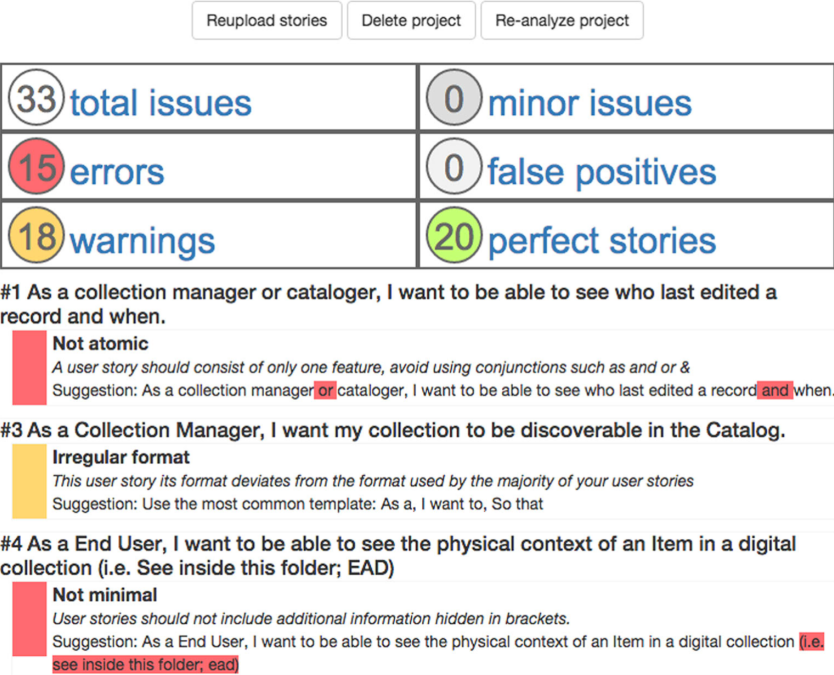 Reupload stories Delete project Re-analyze project
33 total issues 0 minor issues
15 errors 0 false positives
18 warnings 20 perfect stories
#1 As a collection manager or cataloger, I want to be able to see who last edited a
record and when.
Not atomic
A user story should consist of only one feature, avoid using conjunctions such as and or &
Suggestion: As a collection manager or cataloger, I want to be able to see who last edited a record and when.
#3 As a Collection Manager, I want my collection to be discoverable in the Catalog.
Irregular format
This user story its format deviates from the format used by the majority of your user stories
Suggestion: Use the most common template: As a, I want to, So that
#4 As a End User, I want to be able to see the physical context of an Item in a digital
collection (i.e. See inside this folder; EAD)
Not minimal
User stories should not include additional information hidden in brackets.
Suggestion: As a End User, I want to be able to see the physical context of an Item in a digital collection (i.e.
see inside this folder; ead)